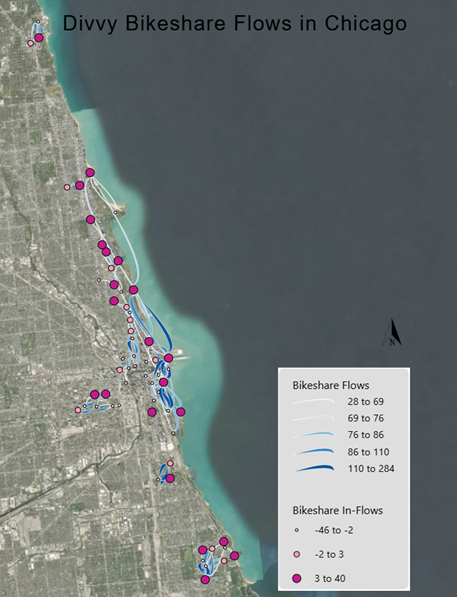 Divvy Bikeshare Flows in Chicago
N
Bikeshare Flows
28 to 69
69 to 76
76 to 86
86 to 110
110 to 284
Bikeshare In-Flows
-46 to -2
-2 to 3
3 to 40